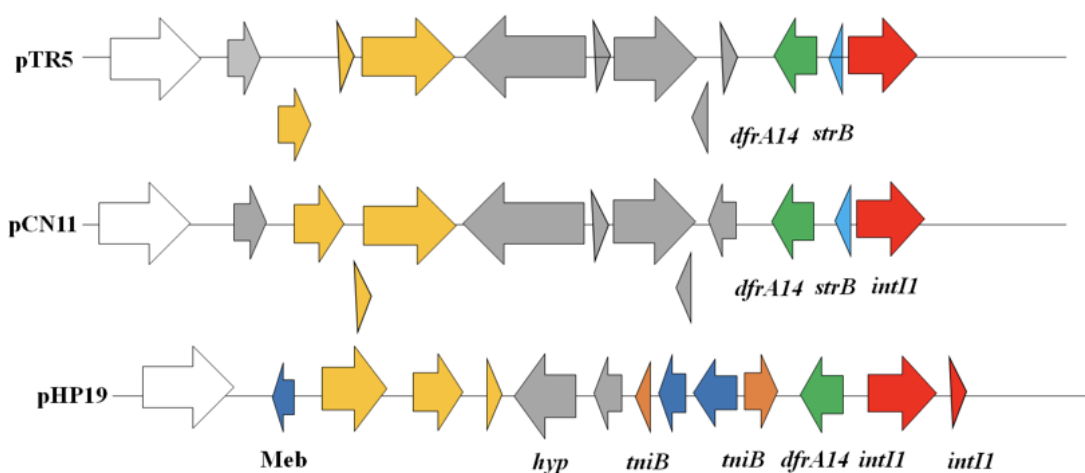 pTR5
dfrA14 strB
pCN11
dfrA14 strB intI1
pHP19
Meb hyp tniB tniB dfrA14 intI1 intI1